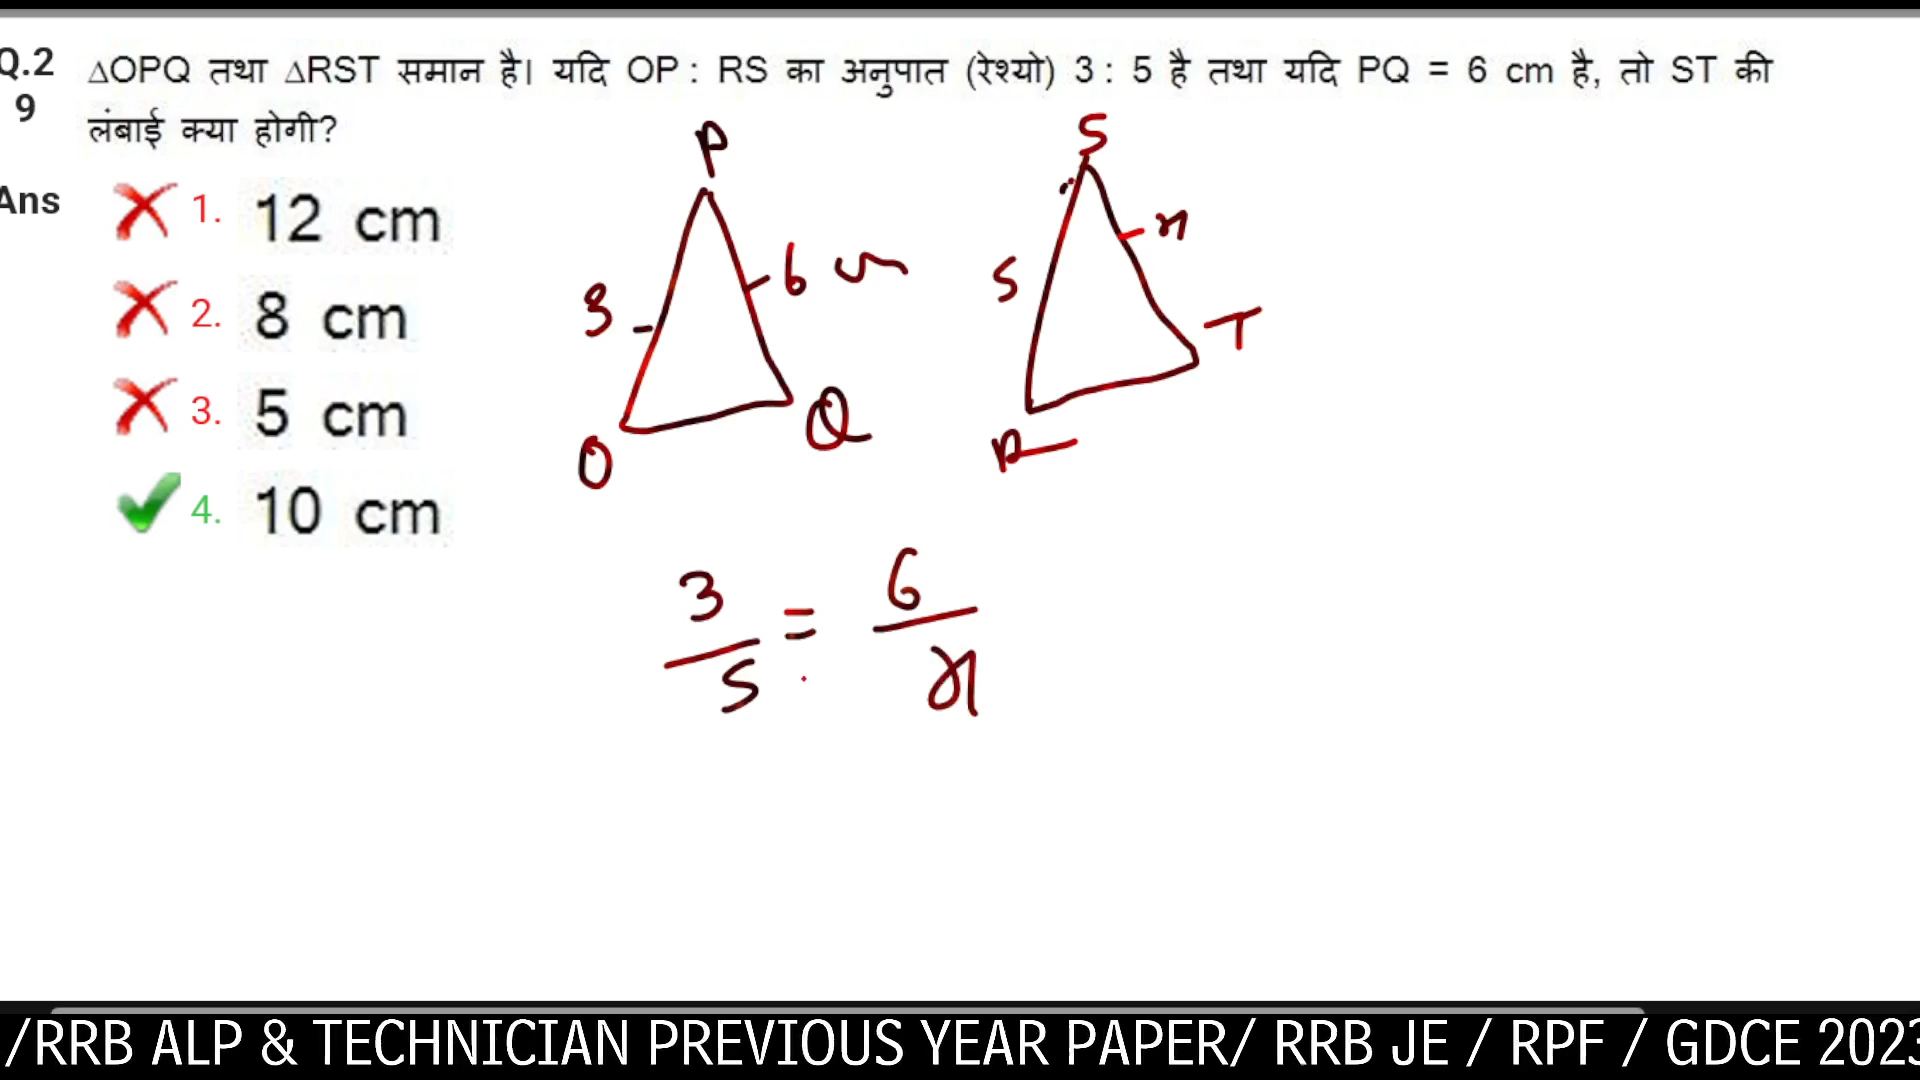 Q.2
9
△OPQ तथा △RST समान है। यदि OP : RS का अनुपात (रेश्यो) 3 : 5 है तथा यदि PQ = 6 cm है, तो ST की
लंबाई क्या होगी?
Ans
1. 12 cm
2. 8 cm
3. 5 cm
4. 10 cm
P
3
6 cm
O
Q
S
5
x
T
R
3/5 = 6/x
/RRB ALP & TECHNICIAN PREVIOUS YEAR PAPER/ RRB JE / RPF / GDCE 2023